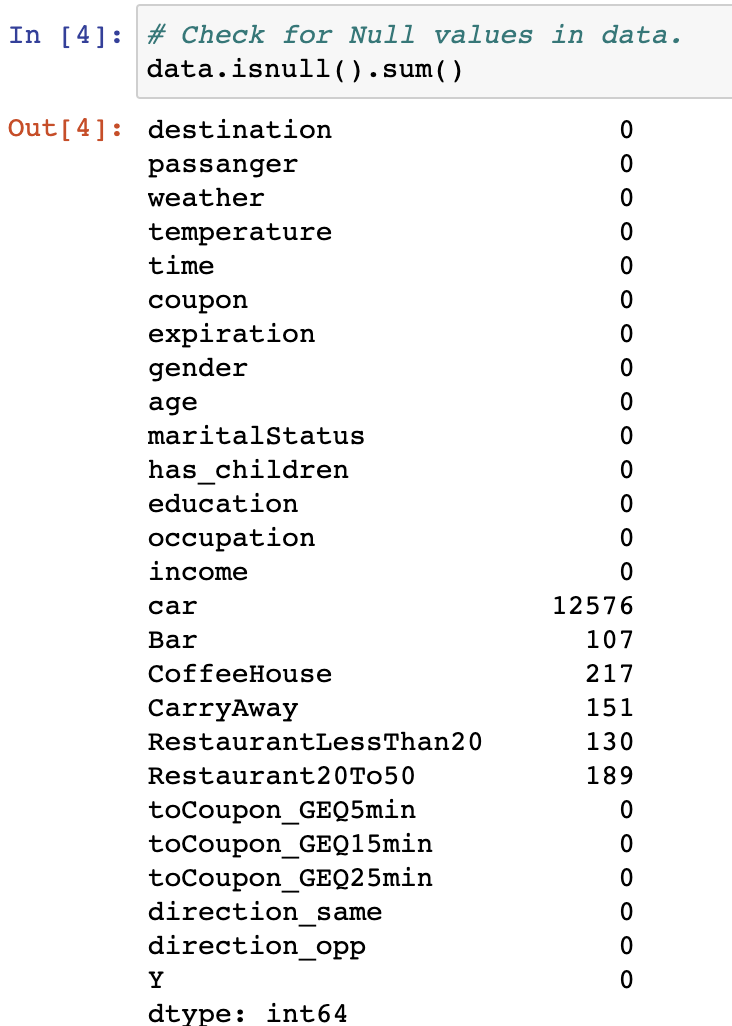 In [4]: # Check for Null values in data.
data.isnull().sum()
Out[4]: destination 0
passanger 0
weather 0
temperature 0
time 0
coupon 0
expiration 0
gender 0
age 0
maritalStatus 0
has_children 0
education 0
occupation 0
income 0
car 12576
Bar 107
CoffeeHouse 217
CarryAway 151
RestaurantLessThan20 130
Restaurant20To50 189
toCoupon_GEQ5min 0
toCoupon_GEQ15min 0
toCoupon_GEQ25min 0
direction_same 0
direction_opp 0
Y 0
dtype: int64